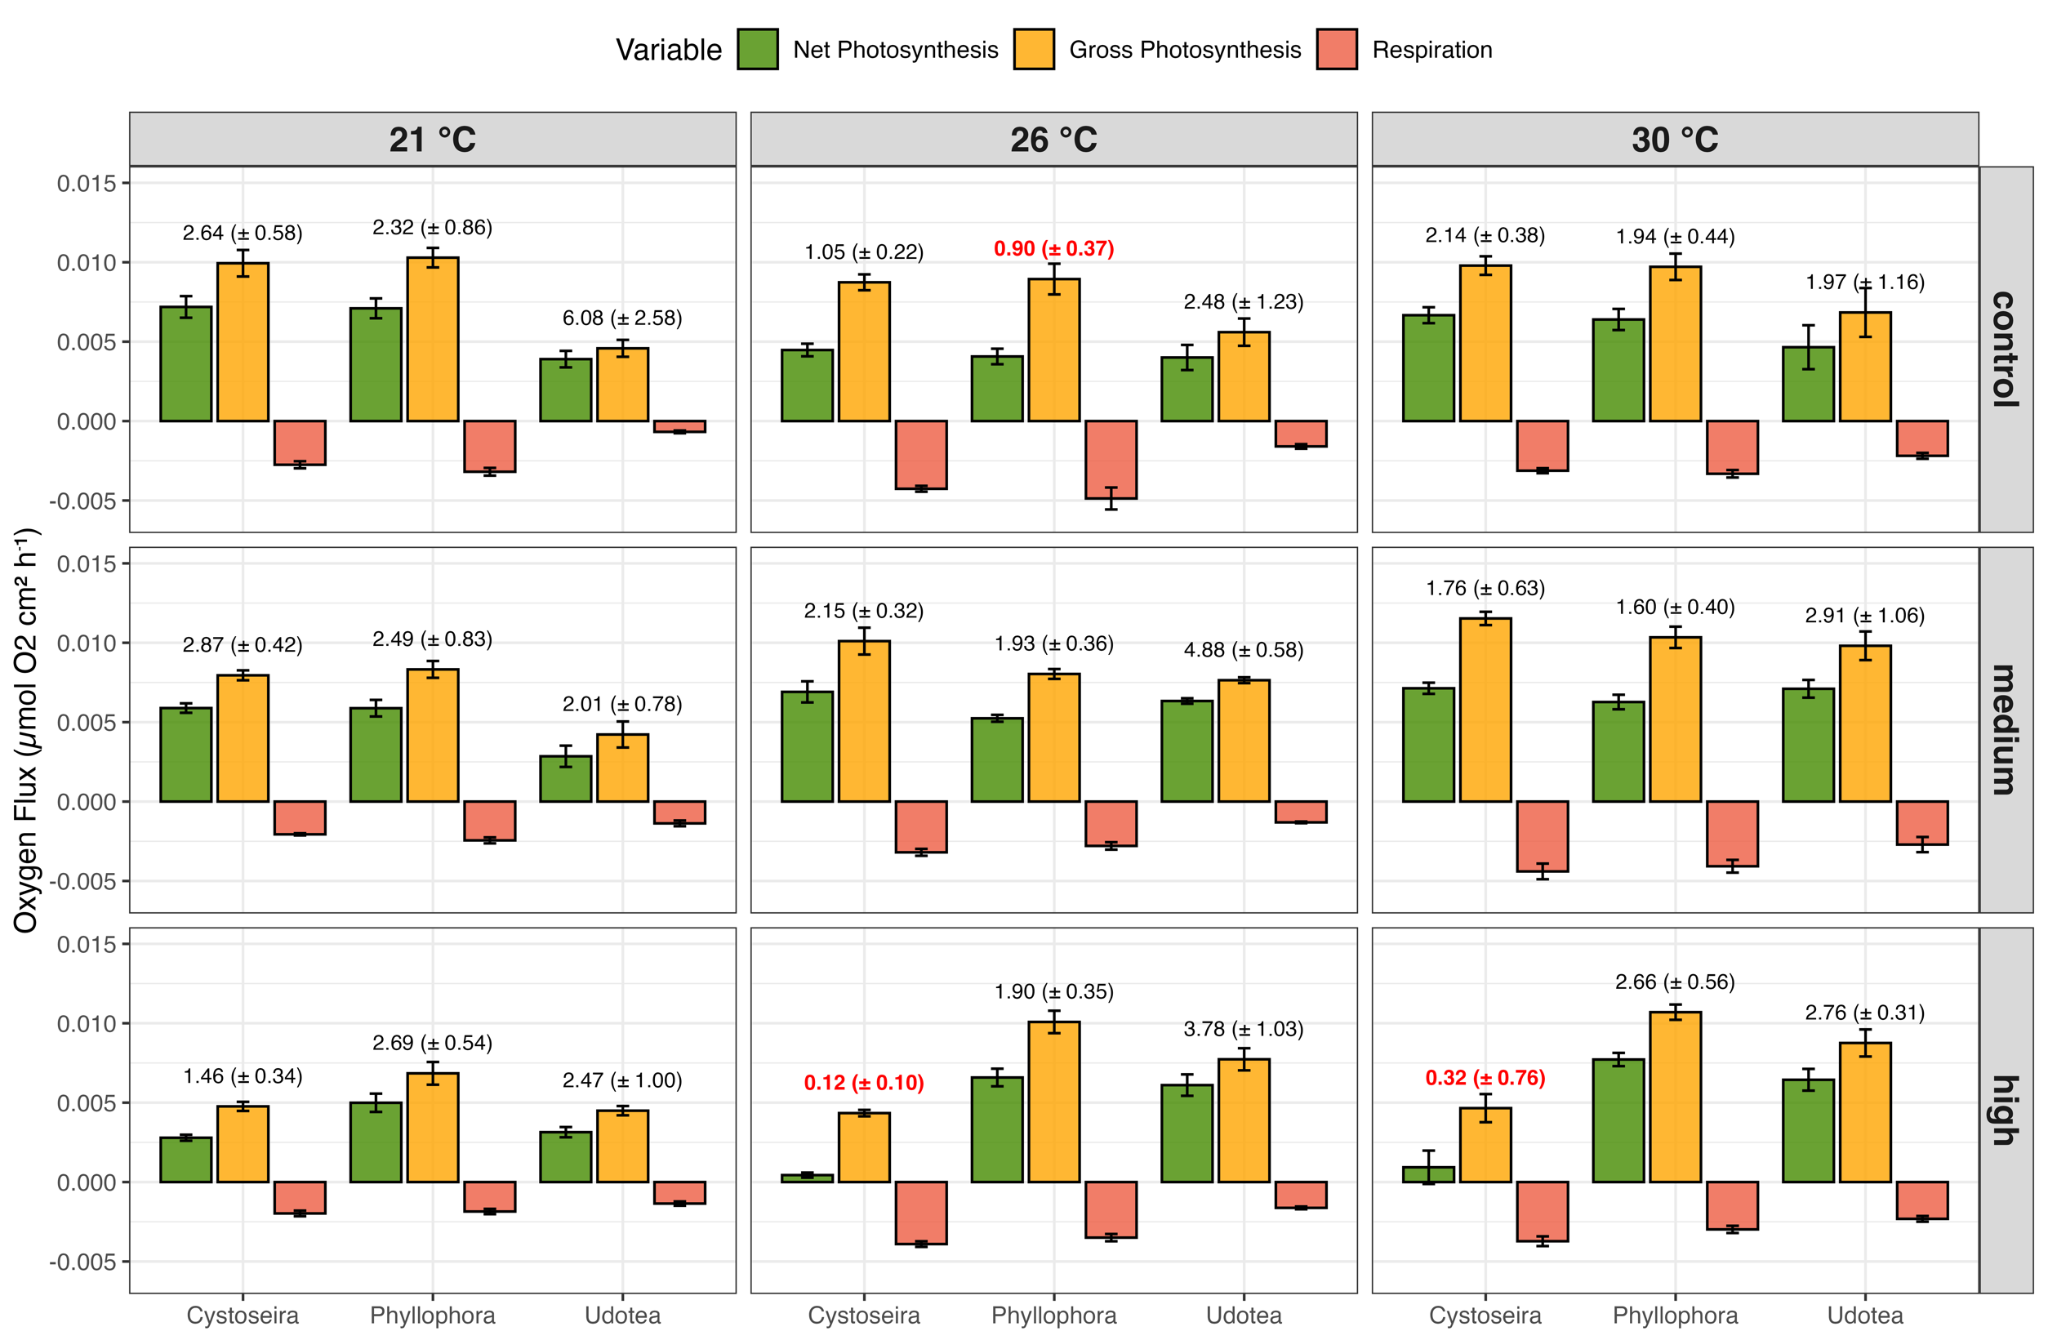 Variable Net Photosynthesis Gross Photosynthesis Respiration
21 °C 26 °C 30 °C
Oxygen Flux (µmol O2 cm² h⁻¹)
0.015
0.010
0.005
0.000
-0.005
2.64 (± 0.58) 2.32 (± 0.86) 6.08 (± 2.58)
1.05 (± 0.22) 0.90 (± 0.37) 2.48 (± 1.23)
2.14 (± 0.38) 1.94 (± 0.44) 1.97 (± 1.16)
control
0.015
0.010
0.005
0.000
-0.005
2.87 (± 0.42) 2.49 (± 0.83) 2.01 (± 0.78)
2.15 (± 0.32) 1.93 (± 0.36) 4.88 (± 0.58)
1.76 (± 0.63) 1.60 (± 0.40) 2.91 (± 1.06)
medium
0.015
0.010
0.005
0.000
-0.005
1.46 (± 0.34) 2.69 (± 0.54) 2.47 (± 1.00)
0.12 (± 0.10) 1.90 (± 0.35) 3.78 (± 1.03)
0.32 (± 0.76) 2.66 (± 0.56) 2.76 (± 0.31)
high
Cystoseira Phyllophora Udotea Cystoseira Phyllophora Udotea Cystoseira Phyllophora Udotea